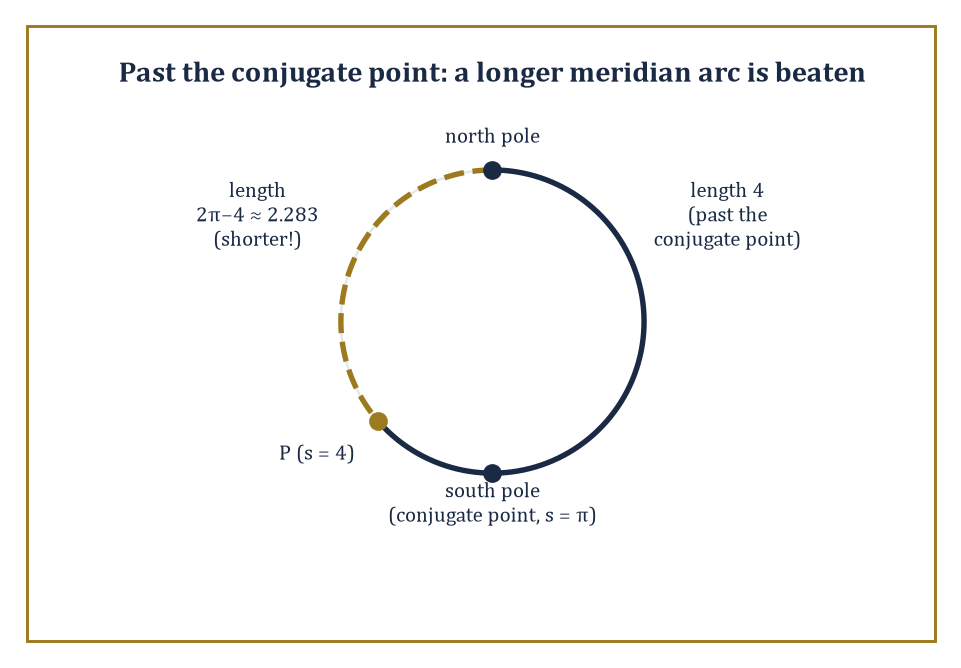 Past the conjugate point: a longer meridian arc is beaten
north pole
length
2π−4 ≈ 2.283
(shorter!)
length 4
(past the
conjugate point)
P (s = 4)
south pole
(conjugate point, s = π)